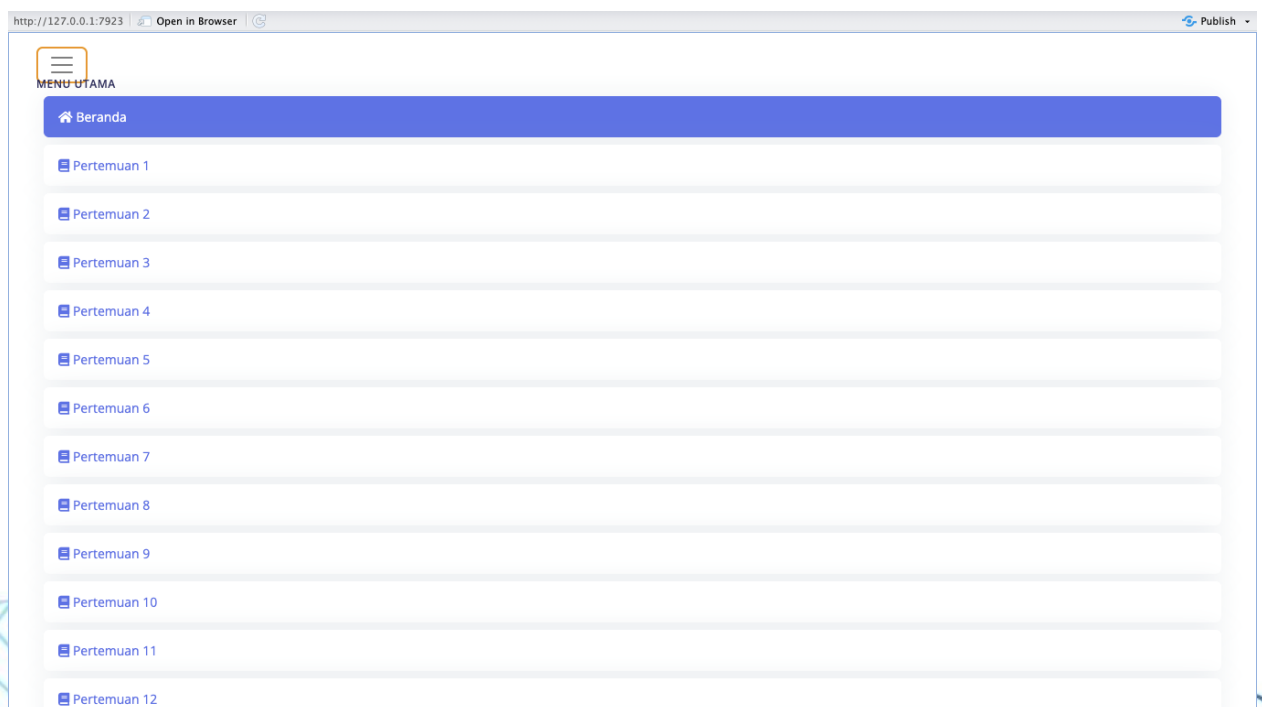 http://127.0.0.1:7923 Open in Browser Publish
MENU UTAMA
Beranda
Pertemuan 1
Pertemuan 2
Pertemuan 3
Pertemuan 4
Pertemuan 5
Pertemuan 6
Pertemuan 7
Pertemuan 8
Pertemuan 9
Pertemuan 10
Pertemuan 11
Pertemuan 12